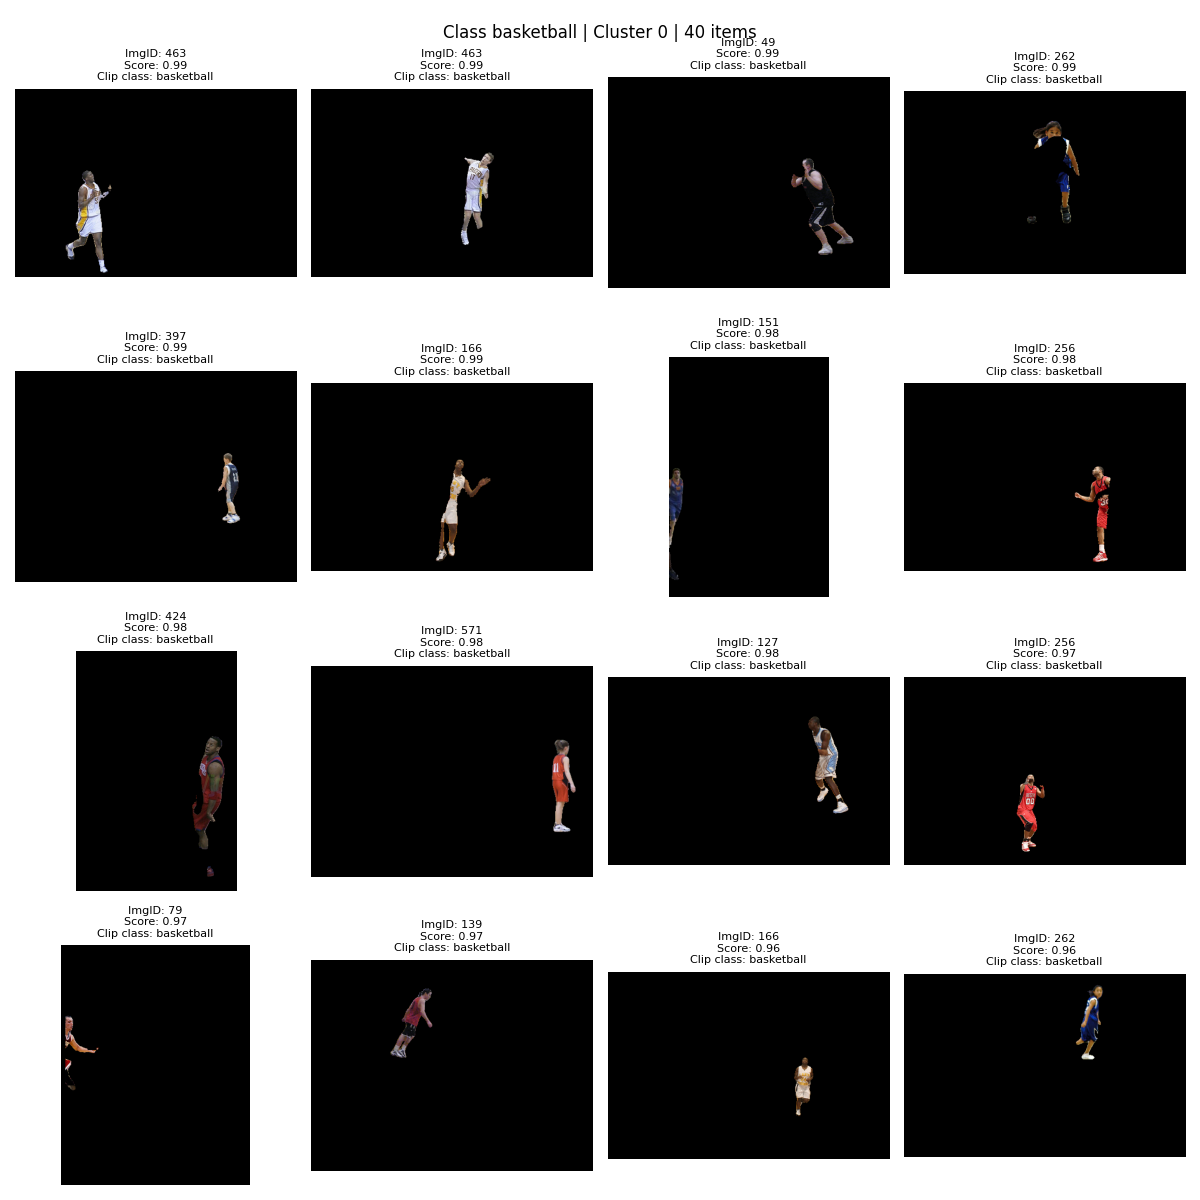 Class basketball | Cluster 0 | 40 items
ImgID: 463
Score: 0.99
Clip class: basketball
ImgID: 463
Score: 0.99
Clip class: basketball
ImgID: 49
Score: 0.99
Clip class: basketball
ImgID: 262
Score: 0.99
Clip class: basketball
ImgID: 397
Score: 0.99
Clip class: basketball
ImgID: 166
Score: 0.99
Clip class: basketball
ImgID: 151
Score: 0.98
Clip class: basketball
ImgID: 256
Score: 0.98
Clip class: basketball
ImgID: 424
Score: 0.98
Clip class: basketball
ImgID: 571
Score: 0.98
Clip class: basketball
ImgID: 127
Score: 0.98
Clip class: basketball
ImgID: 256
Score: 0.97
Clip class: basketball
00
ImgID: 79
Score: 0.97
Clip class: basketball
ImgID: 139
Score: 0.97
Clip class: basketball
ImgID: 166
Score: 0.96
Clip class: basketball
ImgID: 262
Score: 0.96
Clip class: basketball